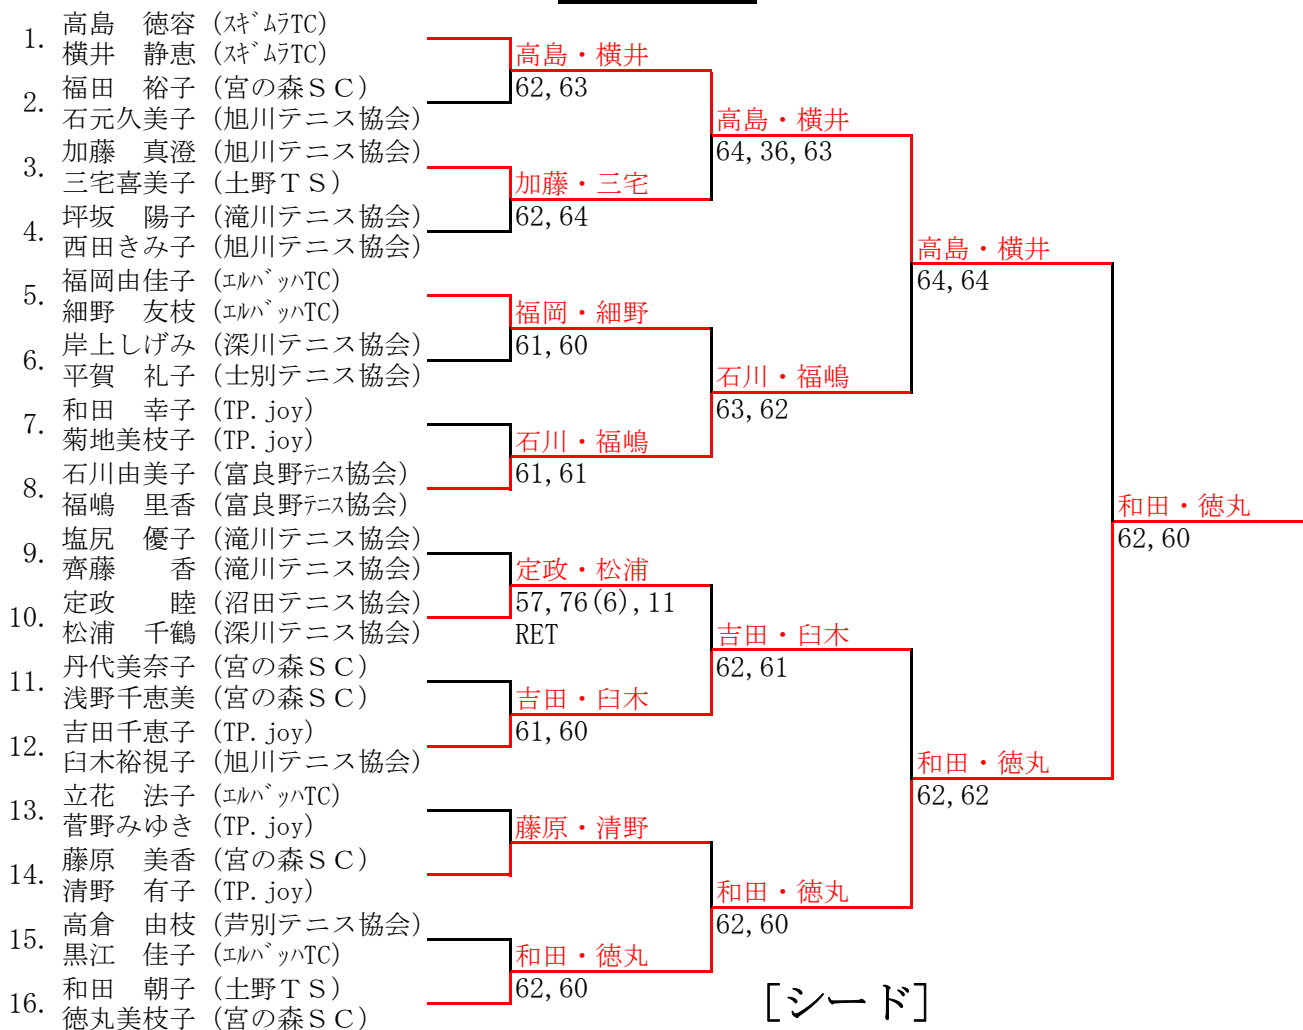 1.
高島　徳容 (ｽｷﾞﾑﾗTC)
横井　静恵 (ｽｷﾞﾑﾗTC)
2.
福田　裕子 (宮の森ＳＣ)
石元久美子 (旭川テニス協会)
3.
加藤　真澄 (旭川テニス協会)
三宅喜美子 (土野ＴＳ)
4.
坪坂　陽子 (滝川テニス協会)
西田きみ子 (旭川テニス協会)
5.
福岡由佳子 (ｴﾙﾊﾞｯﾊTC)
細野　友枝 (ｴﾙﾊﾞｯﾊTC)
6.
岸上しげみ (深川テニス協会)
平賀　礼子 (士別テニス協会)
7.
和田　幸子 (TP.joy)
菊地美枝子 (TP.joy)
8.
石川由美子 (富良野ﾃﾆｽ協会)
福嶋　里香 (富良野ﾃﾆｽ協会)
9.
塩尻　優子 (滝川テニス協会)
齊藤　　香 (滝川テニス協会)
10.
定政　　睦 (沼田テニス協会)
松浦　千鶴 (深川テニス協会)
11.
丹代美奈子 (宮の森ＳＣ)
浅野千恵美 (宮の森ＳＣ)
12.
吉田千恵子 (TP.joy)
臼木裕視子 (旭川テニス協会)
13.
立花　法子 (ｴﾙﾊﾞｯﾊTC)
菅野みゆき (TP.joy)
14.
藤原　美香 (宮の森ＳＣ)
清野　有子 (TP.joy)
15.
高倉　由枝 (芦別テニス協会)
黒江　佳子 (ｴﾙﾊﾞｯﾊTC)
16.
和田　朝子 (土野ＴＳ)
徳丸美枝子 (宮の森ＳＣ)
高島・横井
62,63
加藤・三宅
62,64
福岡・細野
61,60
石川・福嶋
61,61
定政・松浦
57,76(6),11
RET
吉田・臼木
61,60
藤原・清野
和田・徳丸
62,60
高島・横井
64,36,63
石川・福嶋
63,62
吉田・臼木
62,61
和田・徳丸
62,60
高島・横井
64,64
和田・徳丸
62,62
和田・徳丸
62,60
[シード]